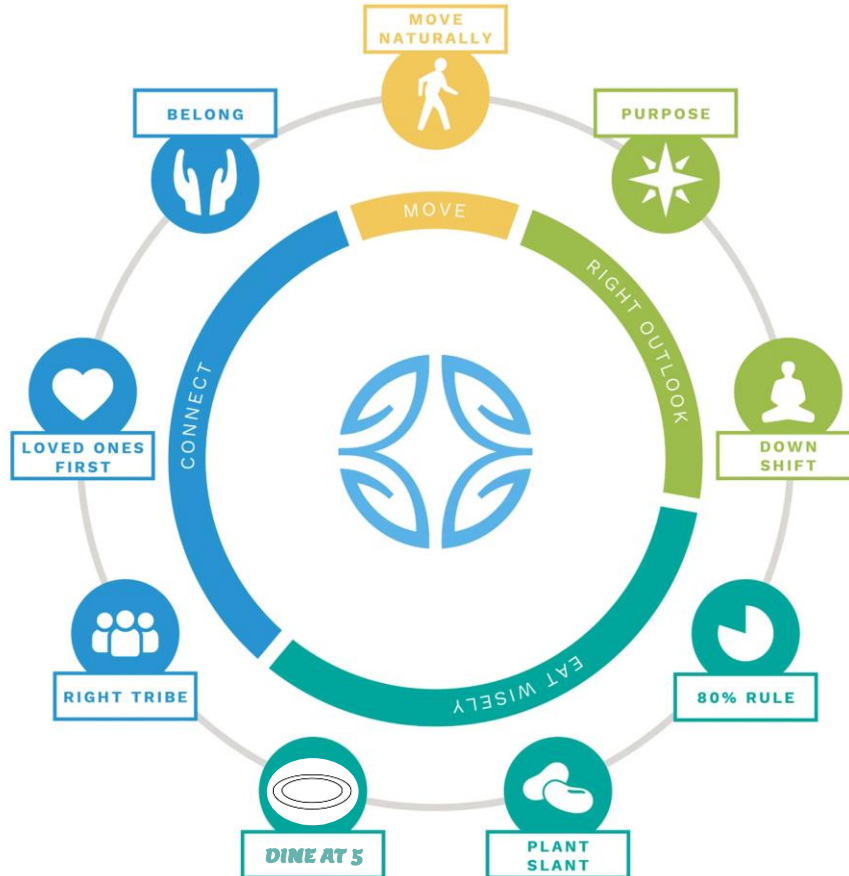 MOVE
NATURALLY
BELONG
PURPOSE
MOVE
RIGHT OUTLOOK
CONNECT
LOVED ONES
FIRST
DOWN
SHIFT
RIGHT TRIBE
80% RULE
EAT WISELY
DINE AT 5
PLANT
SLANT